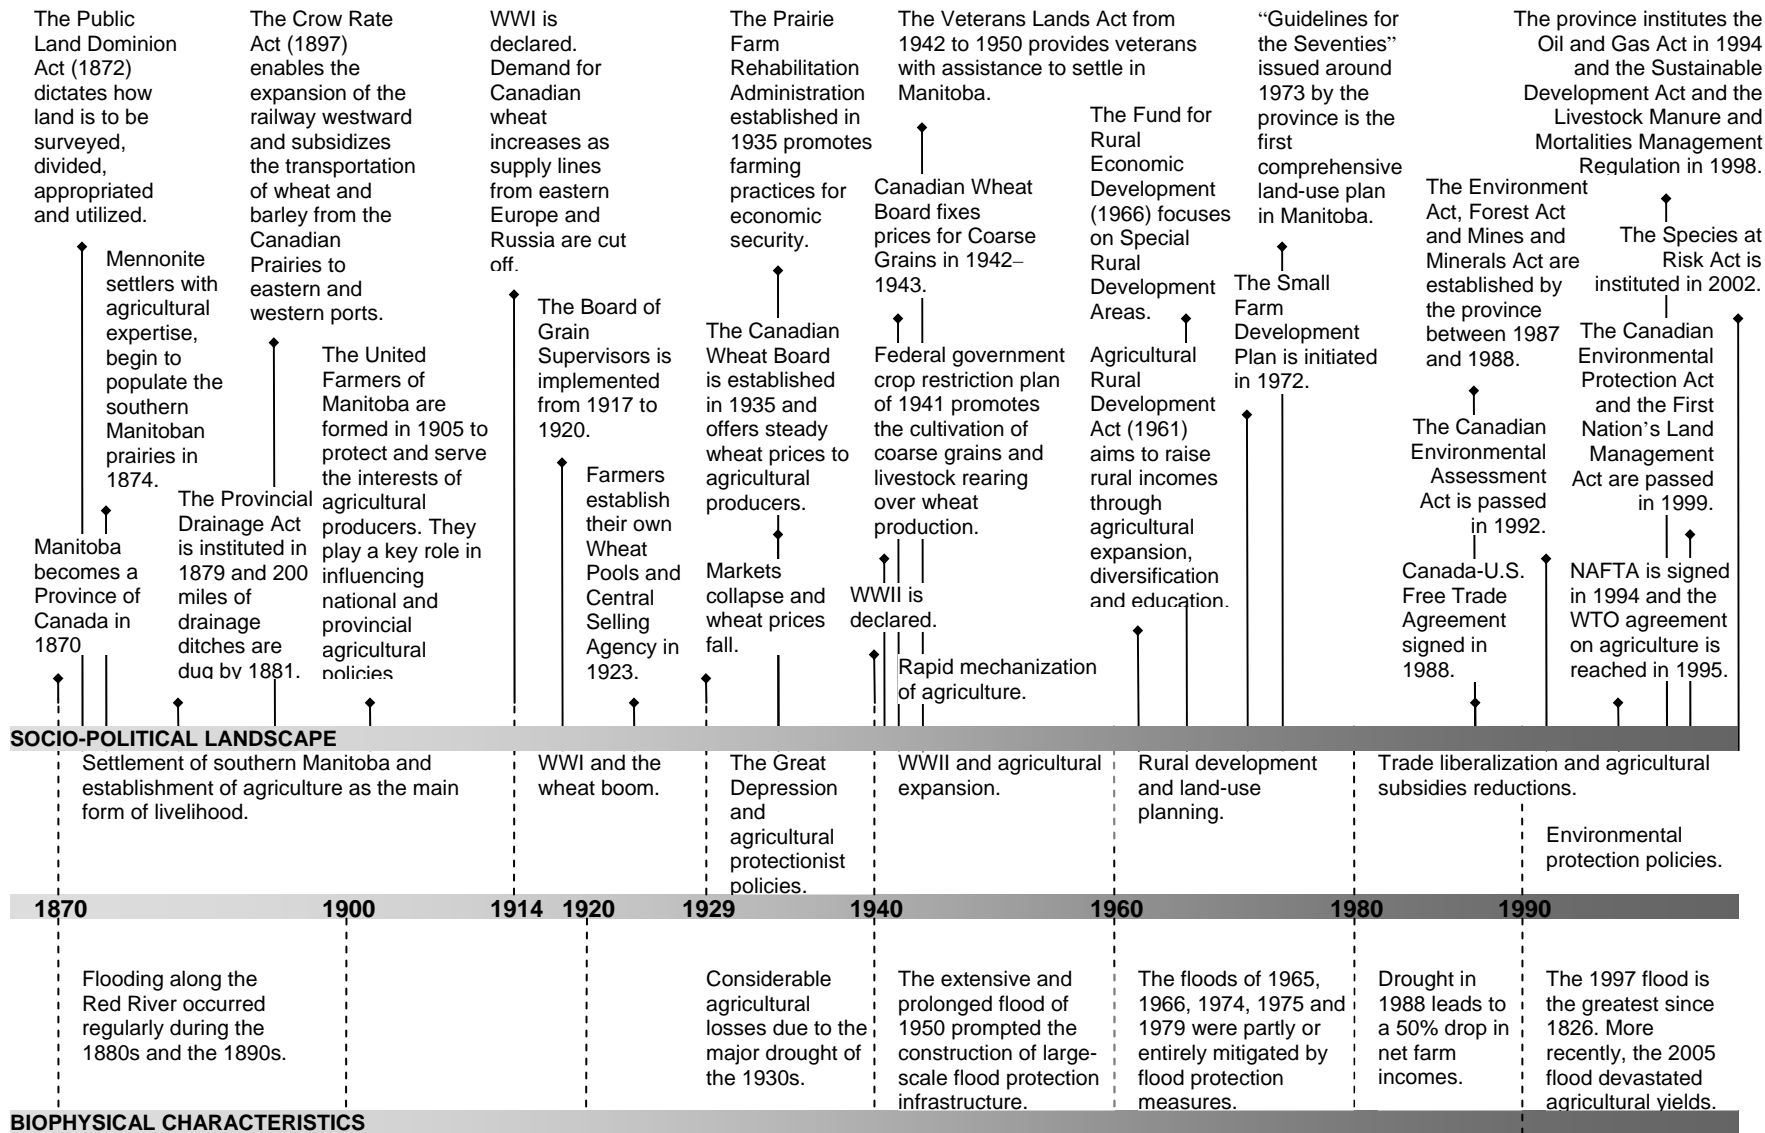 The Public
Land Dominion
Act (1872)
dictates how
land is to be
surveyed,
divided,
appropriated
and utilized.
Mennonite
settlers with
agricultural
expertise,
begin to
populate the
southern
Manitoban
prairies in
1874.
Manitoba
becomes a
Province of
Canada in
1870
The Provincial
Drainage Act
is instituted in
1879 and 200
miles of
drainage
ditches are
dug by 1881.
The Crow Rate
Act (1897)
enables the
expansion of the
railway westward
and subsidizes
the transportation
of wheat and
barley from the
Canadian
Prairies to
eastern and
western ports.
The United
Farmers of
Manitoba are
formed in 1905 to
protect and serve
the interests of
agricultural
producers. They
play a key role in
influencing
national and
provincial
agricultural
policies
WWI is
declared.
Demand for
Canadian
wheat
increases as
supply lines
from eastern
Europe and
Russia are cut
off.
The Board of
Grain
Supervisors is
implemented
from 1917 to
1920.
Farmers
establish
their own
Wheat
Pools and
Central
Selling
Agency in
1923.
The Prairie
Farm
Rehabilitation
Administration
established in
1935 promotes
farming
practices for
economic
security.
The Canadian
Wheat Board
is established
in 1935 and
offers steady
wheat prices to
agricultural
producers.
Markets
collapse and
wheat prices
fall.
The Veterans Lands Act from
1942 to 1950 provides veterans
with assistance to settle in
Manitoba.
Canadian Wheat
Board fixes
prices for Coarse
Grains in 1942–
1943.
Federal government
crop restriction plan
of 1941 promotes
the cultivation of
coarse grains and
livestock rearing
over wheat
production.
WWII is
declared.
Rapid mechanization
of agriculture.
The Fund for
Rural
Economic
Development
(1966) focuses
on Special
Rural
Development
Areas.
Agricultural
Rural
Development
Act (1961)
aims to raise
rural incomes
through
agricultural
expansion,
diversification
and education.
“Guidelines for
the Seventies”
issued around
1973 by the
province is the
first
comprehensive
land-use plan
in Manitoba.
The Small
Farm
Development
Plan is initiated
in 1972.
The province institutes the
Oil and Gas Act in 1994
and the Sustainable
Development Act and the
Livestock Manure and
Mortalities Management
Regulation in 1998.
The Environment
Act, Forest Act
and Mines and
Minerals Act are
established by
the province
between 1987
and 1988.
The Species at
Risk Act is
instituted in 2002.
The Canadian
Environmental
Protection Act
and the First
Nation’s Land
Management
Act are passed
in 1999.
The Canadian
Environmental
Assessment
Act is passed
in 1992.
Canada-U.S.
Free Trade
Agreement
signed in
1988.
NAFTA is signed
in 1994 and the
WTO agreement
on agriculture is
reached in 1995.
SOCIO-POLITICAL LANDSCAPE
Settlement of southern Manitoba and
establishment of agriculture as the main
form of livelihood.
WWI and the
wheat boom.
The Great
Depression
and
agricultural
protectionist
policies.
WWII and agricultural
expansion.
Rural development
and land-use
planning.
Trade liberalization and agricultural
subsidies reductions.
Environmental
protection policies.
1870 1900 1914 1920 1929 1940 1960 1980 1990
Flooding along the
Red River occurred
regularly during the
1880s and the 1890s.
Considerable
agricultural
losses due to the
major drought of
the 1930s.
The extensive and
prolonged flood of
1950 prompted the
construction of large-
scale flood protection
infrastructure.
The floods of 1965,
1966, 1974, 1975 and
1979 were partly or
entirely mitigated by
flood protection
measures.
Drought in
1988 leads to
a 50% drop in
net farm
incomes.
The 1997 flood is
the greatest since
1826. More
recently, the 2005
flood devastated
agricultural yields.
BIOPHYSICAL CHARACTERISTICS